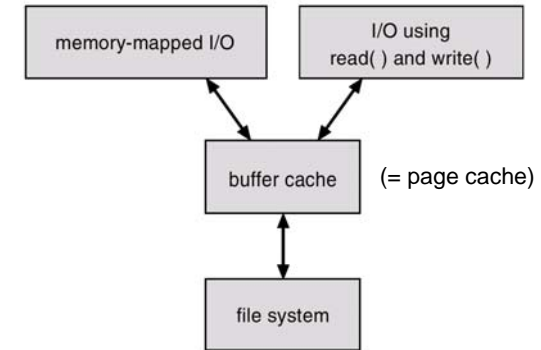 memory-mapped I/O
I/O using
read( ) and write( )
buffer cache
(= page cache)
file system